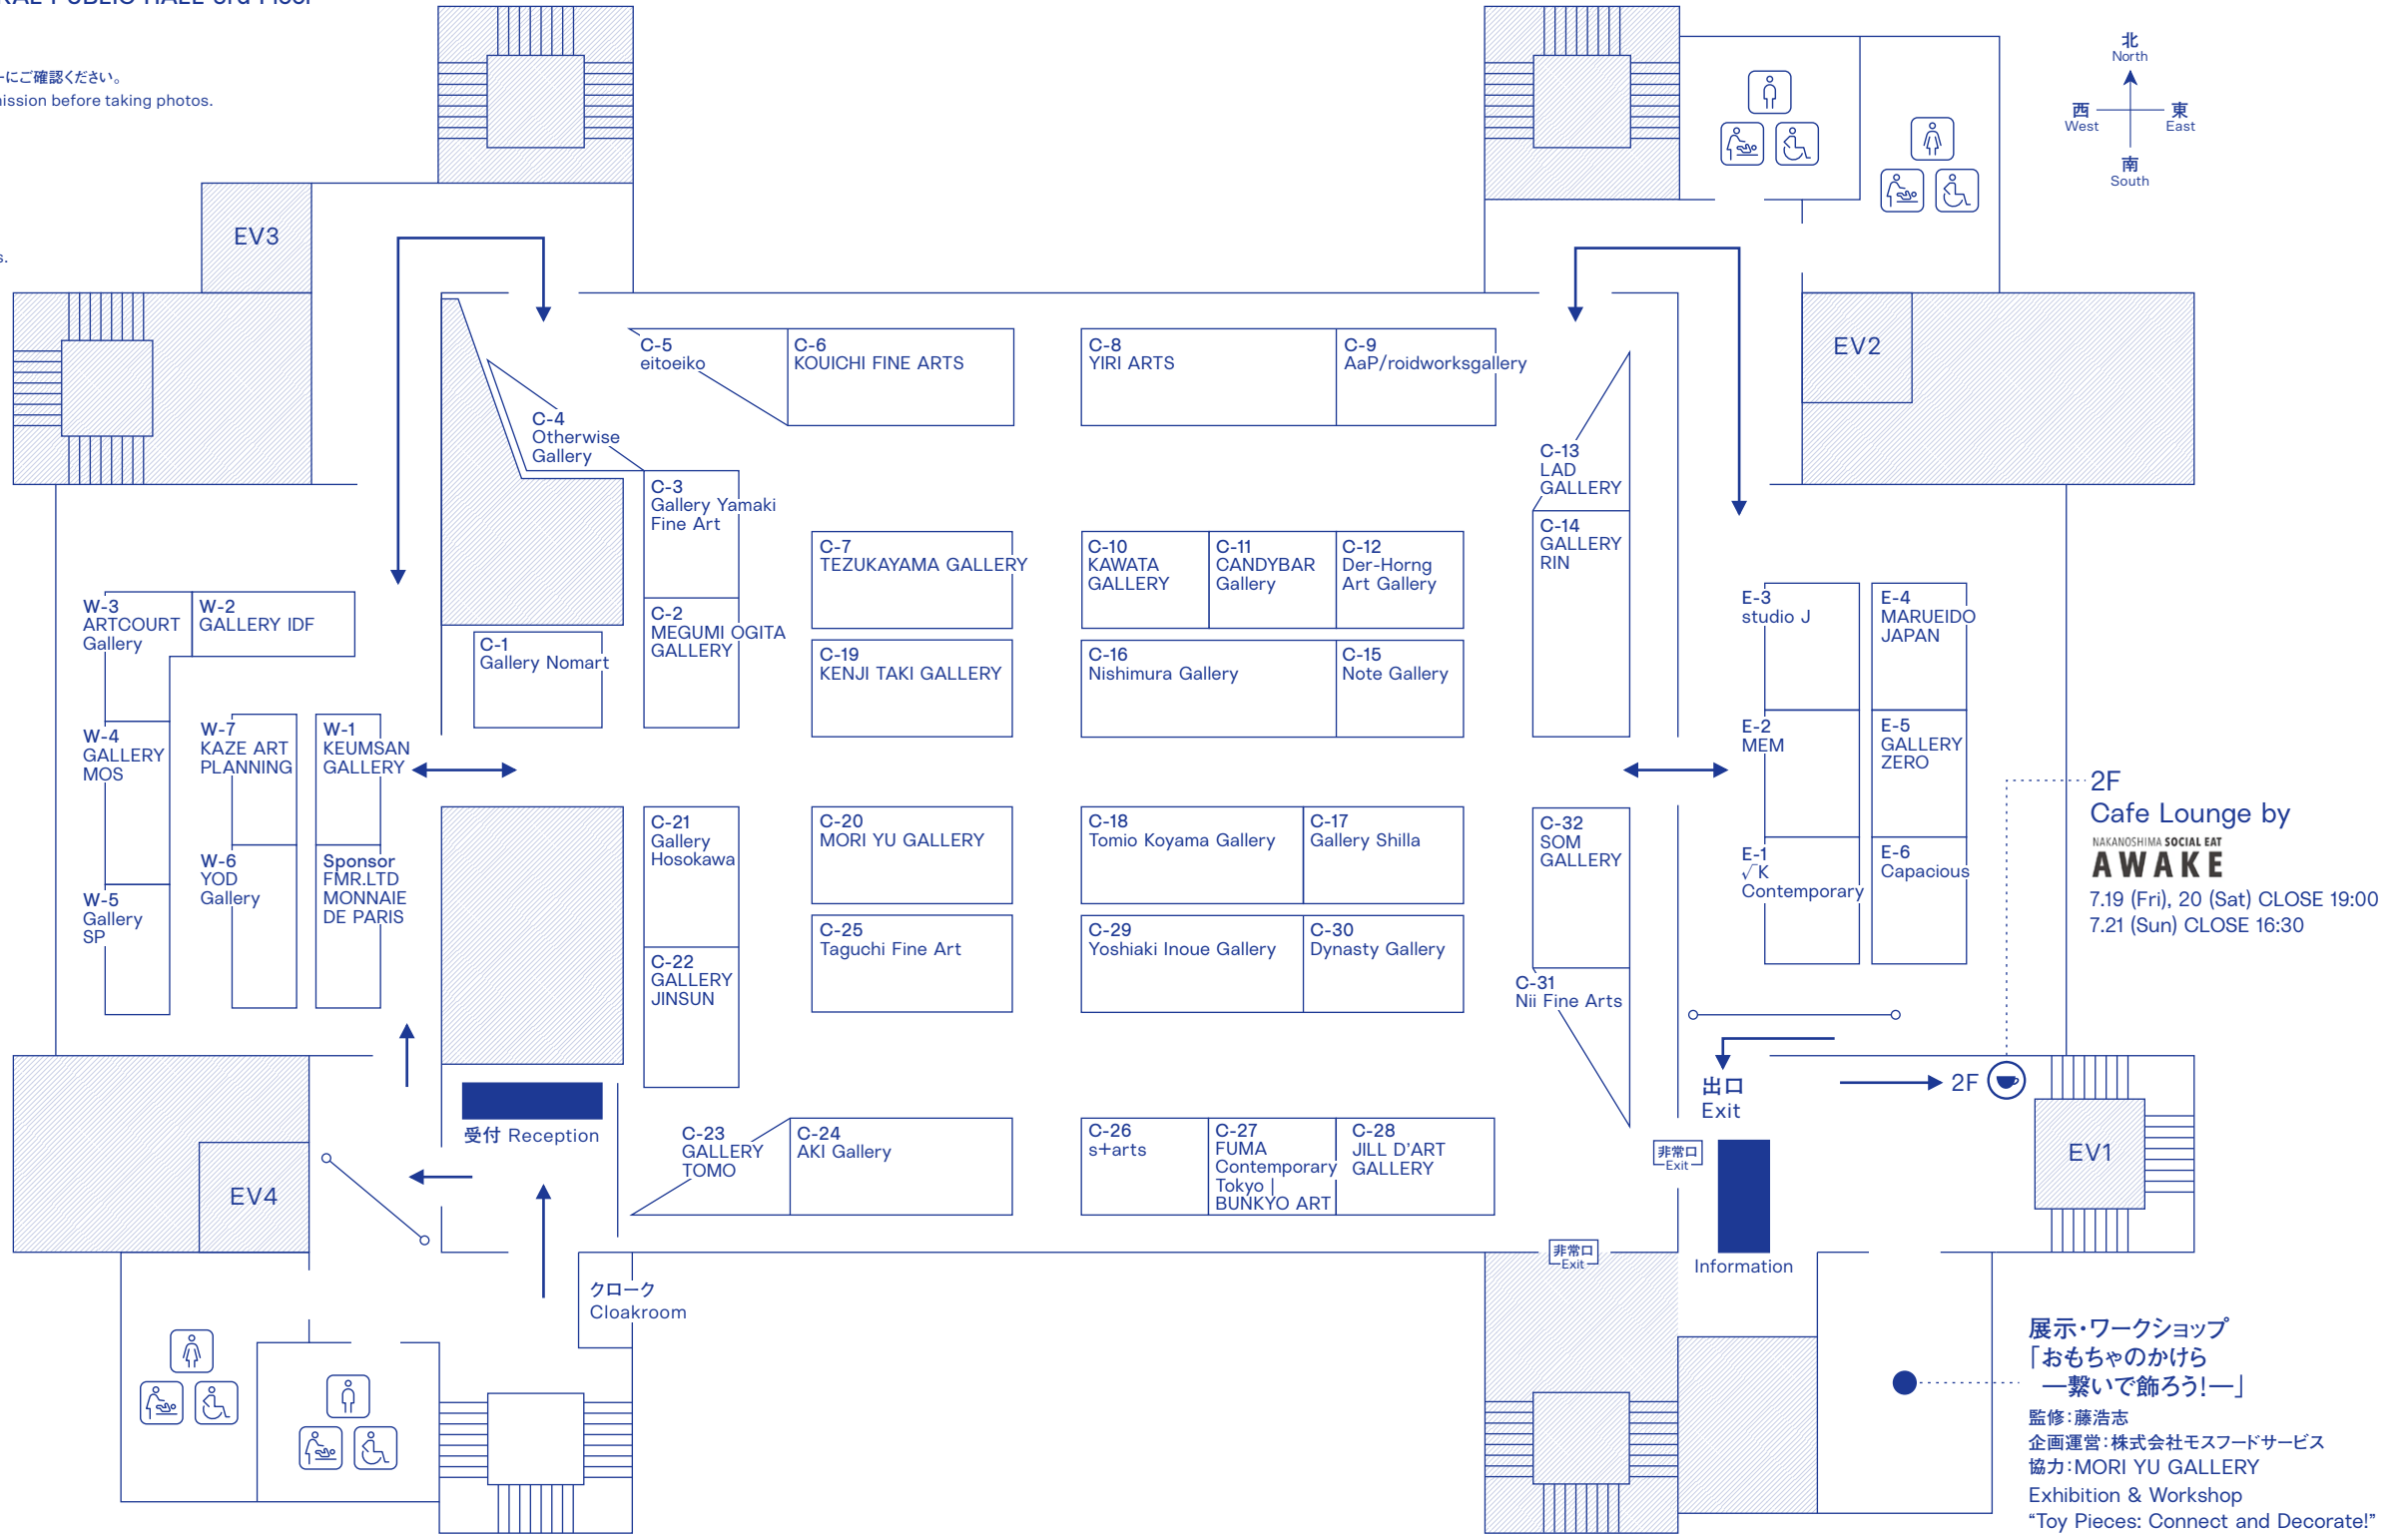 RAL PUBLIC HALL 3rd Floor
ーにご確認ください。
mission before taking photos.
s.
北
North
西
West
東
East
南
South
EV3
EV2
C-5
eitoeiko
C-6
KOUICHI FINE ARTS
C-8
YIRI ARTS
C-9
AaP/roidworksgallery
C-4
Otherwise
Gallery
C-13
LAD
GALLERY
C-3
Gallery Yamaki
Fine Art
C-14
GALLERY
RIN
C-7
TEZUKAYAMA GALLERY
C-10
KAWATA
GALLERY
C-11
CANDYBAR
Gallery
C-12
Der-Horng
Art Gallery
W-3
ARTCOURT
Gallery
W-2
GALLERY IDF
C-2
MEGUMI OGITA
GALLERY
C-1
Gallery Nomart
C-19
KENJI TAKI GALLERY
C-16
Nishimura Gallery
C-15
Note Gallery
E-3
studio J
E-4
MARUEIDO
JAPAN
W-4
GALLERY
MOS
W-7
KAZE ART
PLANNING
W-1
KEUMSAN
GALLERY
E-2
MEM
E-5
GALLERY
ZERO
2F
Cafe Lounge by
NAKANOSHIMA SOCIAL EAT
AWAKE
7.19 (Fri), 20 (Sat) CLOSE 19:00
7.21 (Sun) CLOSE 16:30
C-21
Gallery
Hosokawa
C-20
MORI YU GALLERY
C-18
Tomio Koyama Gallery
C-17
Gallery Shilla
C-32
SOM
GALLERY
E-1
√K
Contemporary
E-6
Capacious
W-6
YOD
Gallery
Sponsor
FMR.LTD
MONNAIE
DE PARIS
W-5
Gallery
SP
C-22
GALLERY
JINSUN
C-25
Taguchi Fine Art
C-29
Yoshiaki Inoue Gallery
C-30
Dynasty Gallery
C-31
Nii Fine Arts
出口
Exit
2F
受付 Reception
C-23
GALLERY
TOMO
C-24
AKI Gallery
C-26
s+arts
C-27
FUMA
Contemporary
Tokyo |
BUNKYO ART
C-28
JILL D'ART
GALLERY
非常口
Exit
EV1
EV4
非常口
Exit
Information
クローク
Cloakroom
展示・ワークショップ
「おもちゃのかけら
―繋いで飾ろう!―」
監修:藤浩志
企画運営:株式会社モスフードサービス
協力:MORI YU GALLERY
Exhibition & Workshop
“Toy Pieces: Connect and Decorate!”